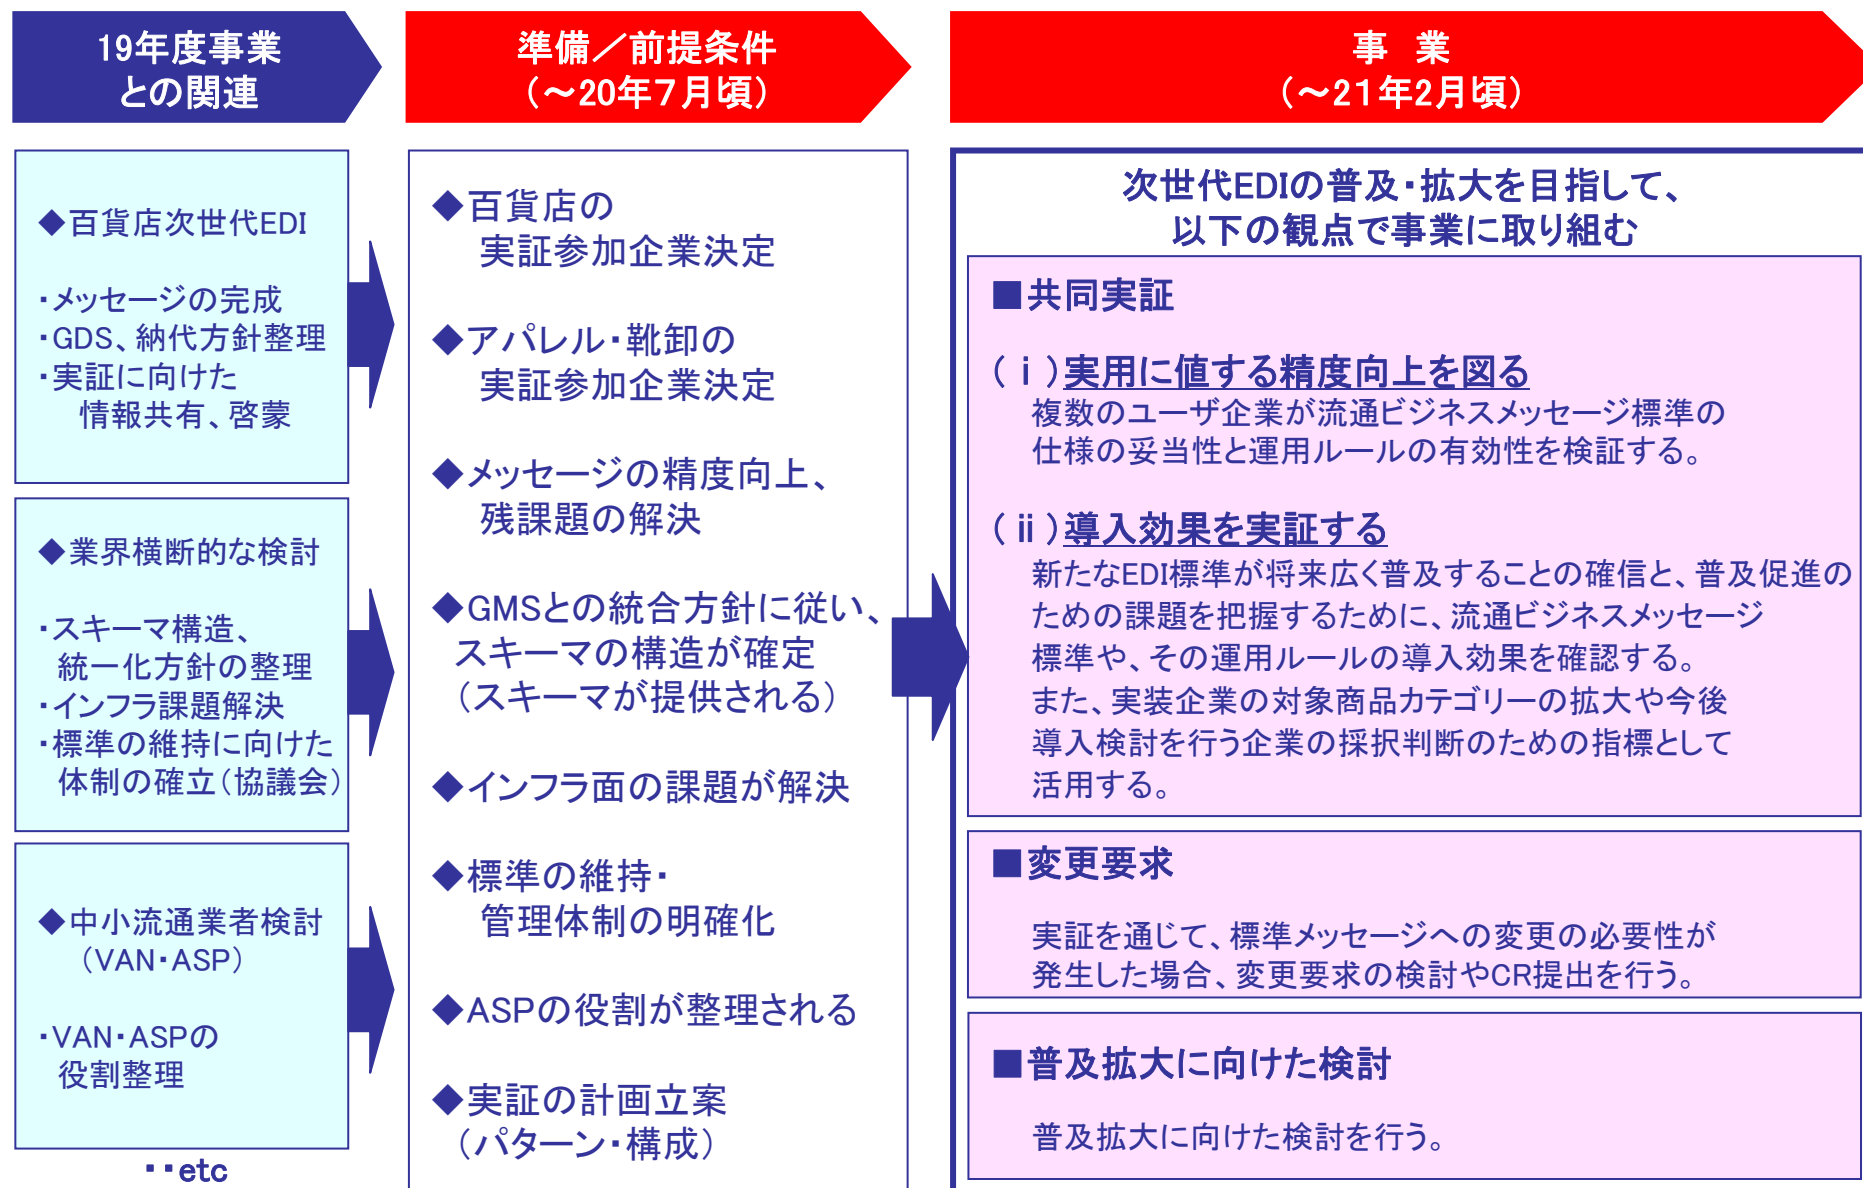 19年度事業
との関連
準備／前提条件
（～20年７月頃）
事　業
（～21年2月頃）
◆百貨店次世代EDI
・メッセージの完成
・GDS、納代方針整理
・実証に向けた
情報共有、啓蒙
◆業界横断的な検討
・スキーマ構造、
統一化方針の整理
・インフラ課題解決
・標準の維持に向けた
体制の確立（協議会）
◆中小流通業者検討
（VAN・ASP）
・VAN・ASPの
役割整理
・・etc
◆百貨店の
実証参加企業決定
◆アパレル・靴卸の
実証参加企業決定
◆メッセージの精度向上、
残課題の解決
◆GMSとの統合方針に従い、
スキーマの構造が確定
（スキーマが提供される）
◆インフラ面の課題が解決
◆標準の維持・
管理体制の明確化
◆ASPの役割が整理される
◆実証の計画立案
（パターン・構成）
次世代EDIの普及・拡大を目指して、
以下の観点で事業に取り組む
■共同実証
（ⅰ）実用に値する精度向上を図る
複数のユーザ企業が流通ビジネスメッセージ標準の
仕様の妥当性と運用ルールの有効性を検証する。
（ⅱ）導入効果を実証する
新たなEDI標準が将来広く普及することの確信と、普及促進の
ための課題を把握するために、流通ビジネスメッセージ
標準や、その運用ルールの導入効果を確認する。
また、実装企業の対象商品カテゴリーの拡大や今後
導入検討を行う企業の採択判断のための指標として
活用する。
■変更要求
実証を通じて、標準メッセージへの変更の必要性が
発生した場合、変更要求の検討やCR提出を行う。
■普及拡大に向けた検討
普及拡大に向けた検討を行う。